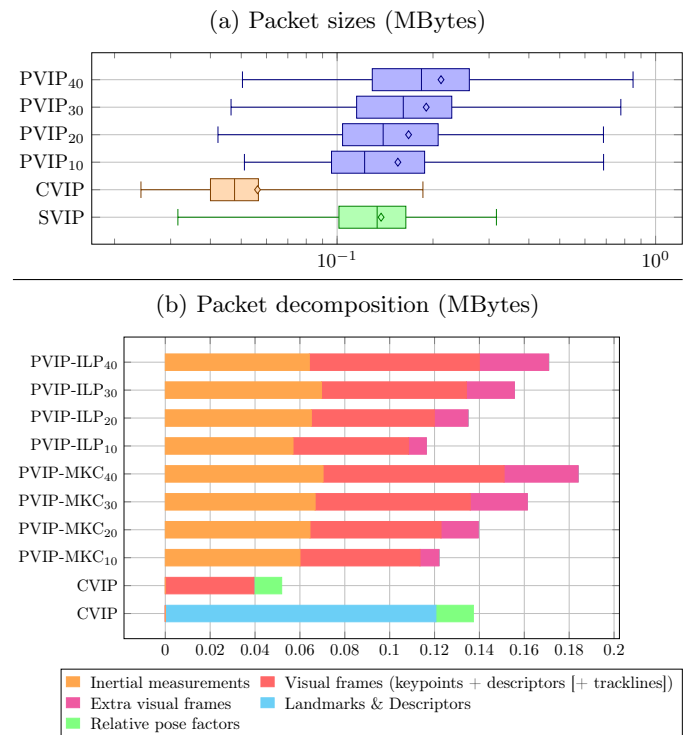 (a) Packet sizes (MBytes)
PVIP₄₀
PVIP₃₀
PVIP₂₀
PVIP₁₀
CVIP
SVIP
10⁻¹ 10⁰
(b) Packet decomposition (MBytes)
PVIP-ILP₄₀
PVIP-ILP₃₀
PVIP-ILP₂₀
PVIP-ILP₁₀
PVIP-MKC₄₀
PVIP-MKC₃₀
PVIP-MKC₂₀
PVIP-MKC₁₀
CVIP
CVIP
0 0.02 0.04 0.06 0.08 0.1 0.12 0.14 0.16 0.18 0.2
Inertial measurements Visual frames (keypoints + descriptors [+ tracklines])
Extra visual frames Landmarks & Descriptors
Relative pose factors